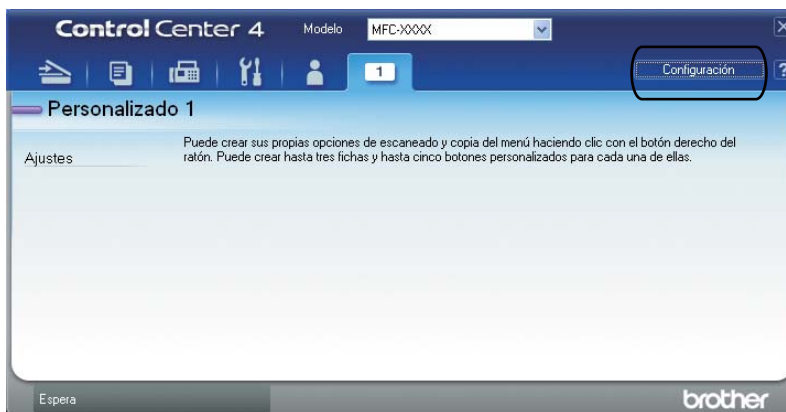 Control Center 4 Modelo MFC-XXXX
1 Configuración ?
Personalizado 1
Ajustes
Puede crear sus propias opciones de escaneado y copia del menú haciendo clic con el botón derecho del
ratón. Puede crear hasta tres fichas y hasta cinco botones personalizados para cada una de ellas.
Espera
brother